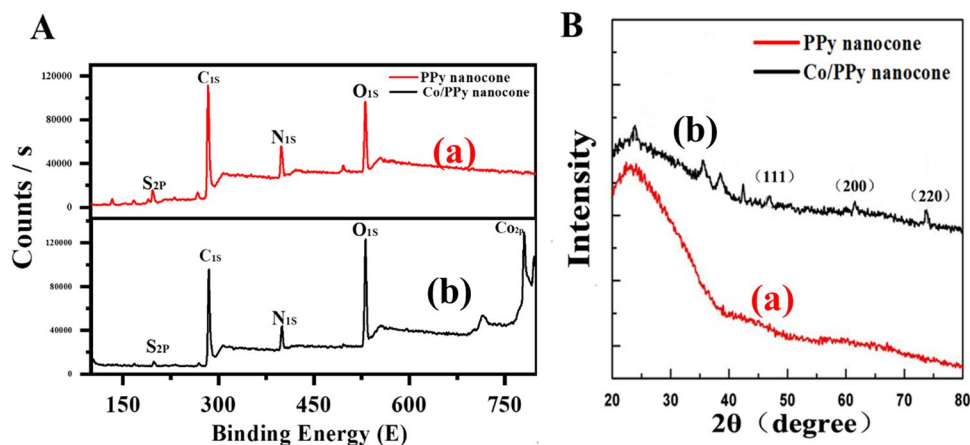 A
Counts / s
120000
80000
40000
0
C1S
N1S
O1S
S2P
PPy nanocone
Co/PPy nanocone
(a)
120000
80000
40000
0
C1S
N1S
O1S
S2P
Co2p
(b)
150
300
450
600
750
Binding Energy (E)
B
Intensity
PPy nanocone
Co/PPy nanocone
(b)
(111)
(200)
(220)
(a)
20
30
40
50
60
70
80
2θ (degree)